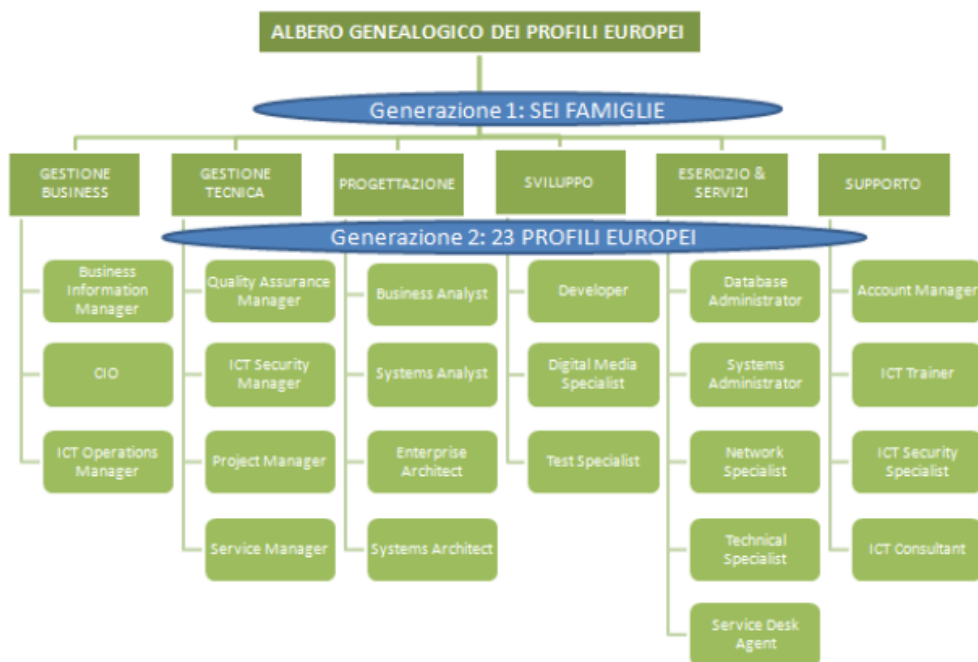 ALBERO GENEALOGICO DEI PROFILI EUROPEI
Generazione 1: SEI FAMIGLIE
GESTIONE
BUSINESS
GESTIONE
TECNICA
PROGETTAZIONE
SVILUPPO
ESERCIZIO &
SERVIZI
SUPPORTO
Generazione 2: 23 PROFILI EUROPEI
Business
Information
Manager
CIO
ICT Operations
Manager
Quality Assurance
Manager
ICT Security
Manager
Project Manager
Service Manager
Business Analyst
Systems Analyst
Enterprise
Architect
Systems Architect
Developer
Digital Media
Specialist
Test Specialist
Database
Administrator
Systems
Administrator
Network
Specialist
Technical
Specialist
Service Desk
Agent
Account Manager
ICT Trainer
ICT Security
Specialist
ICT Consultant